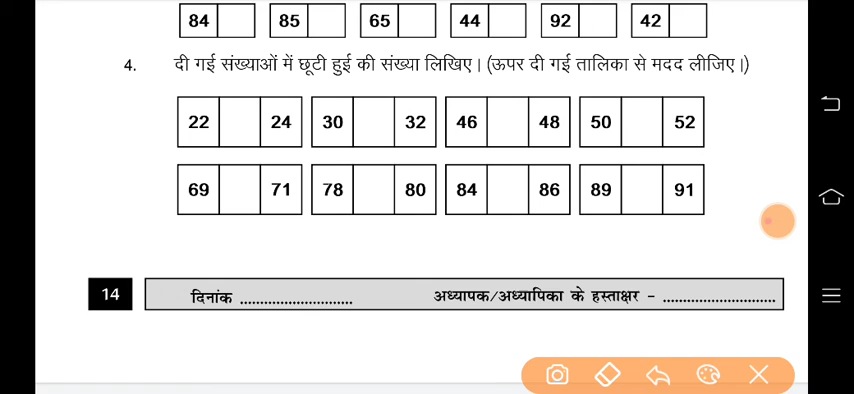 84 85 65 44 92 42
4. दी गई संख्याओं में छूटी हुई की संख्या लिखिए। (ऊपर दी गई तालिका से मदद लीजिए।)
22 24 30 32 46 48 50 52
69 71 78 80 84 86 89 91
14 दिनांक ............................ अध्यापक/अध्यापिका के हस्ताक्षर - ............................